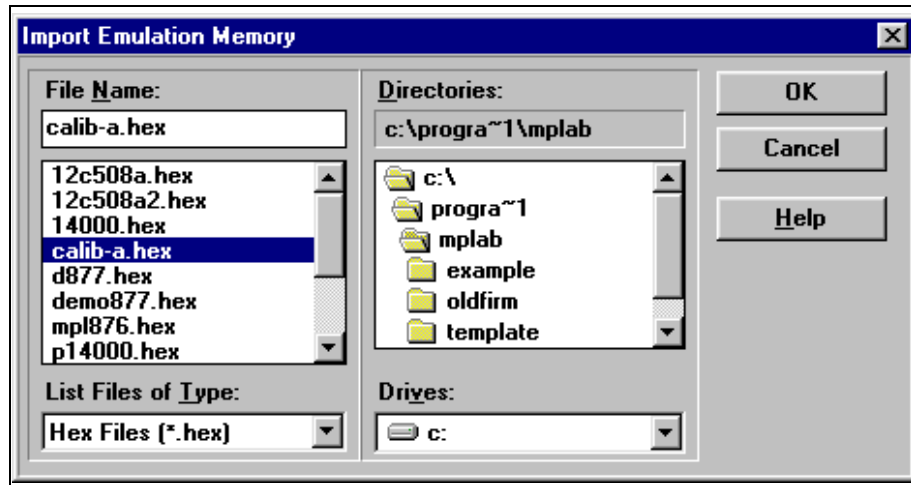 Import Emulation Memory
File Name:
calib-a.hex
12c508a.hex
12c508a2.hex
14000.hex
calib-a.hex
d877.hex
demo877.hex
mpl876.hex
p14000.hex
List Files of Type:
Hex Files (*.hex)
Directories:
c:\progra~1\mplab
c:\
progra~1
mplab
example
oldfirm
template
Drives:
c:
OK
Cancel
Help